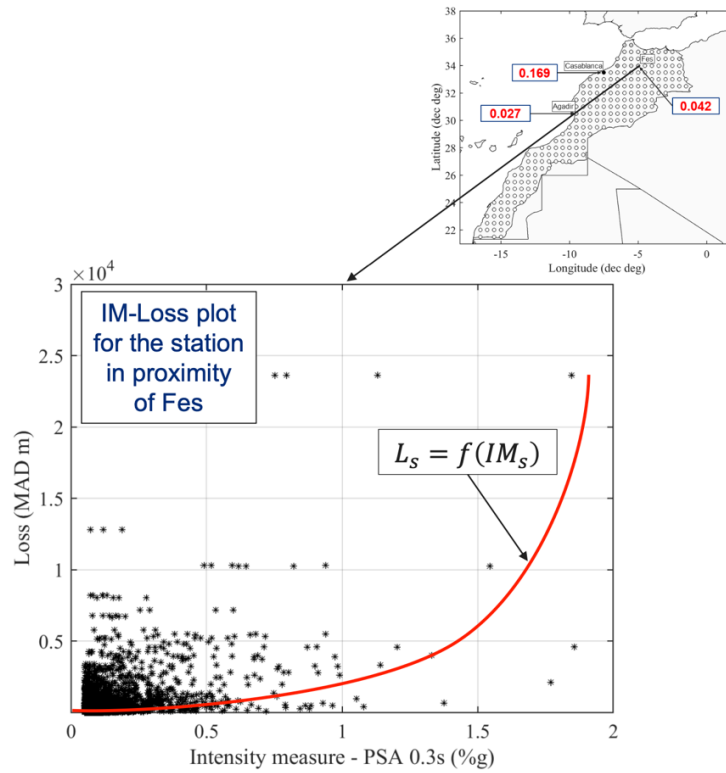 38
36
34
32
30
28
26
24
22
Latitude (dec deg)
Casablanca
Fes
0.169
Agadir
0.027
0.042
-15
-10
-5
0
Longitude (dec deg)
×10⁴
3
2.5
2
1.5
1
0.5
Loss (MAD m)
IM-Loss plot
for the station
in proximity
of Fes
Lₛ = f(IMₛ)
0
0.5
1
1.5
2
Intensity measure - PSA 0.3s (%g)